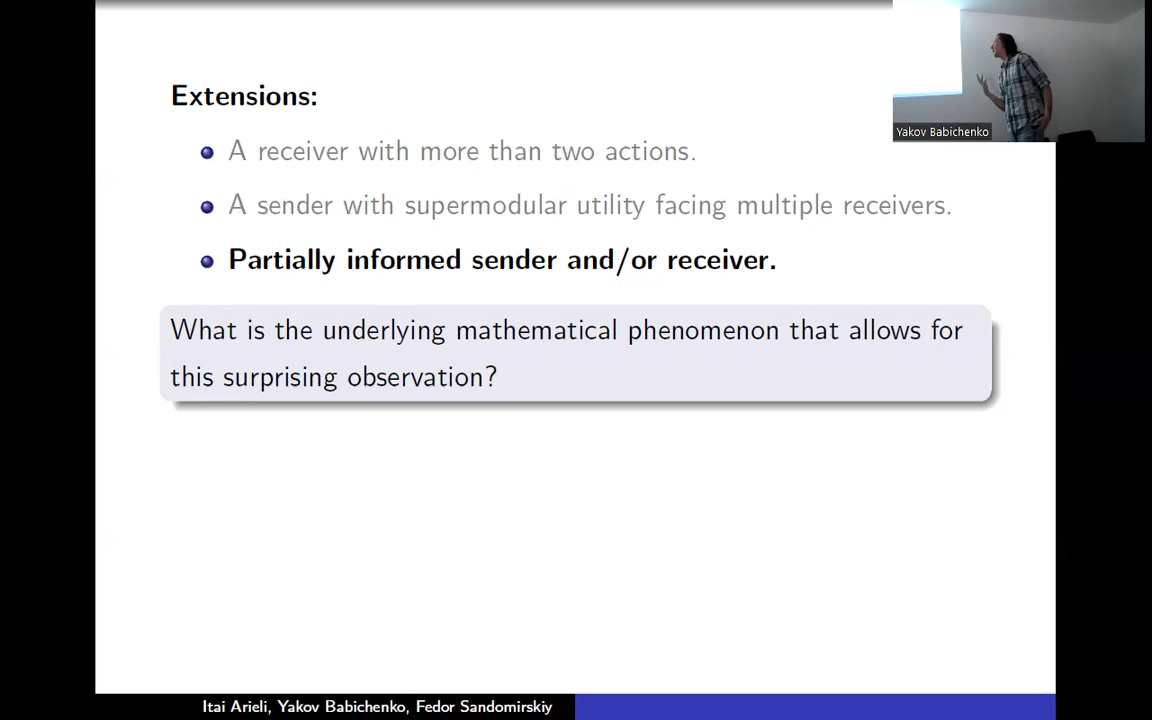 Extensions:
A receiver with more than two actions.
A sender with supermodular utility facing multiple receivers.
Partially informed sender and/or receiver.
What is the underlying mathematical phenomenon that allows for
this surprising observation?
Yakov Babichenko
Itai Arieli, Yakov Babichenko, Fedor Sandomirskiy